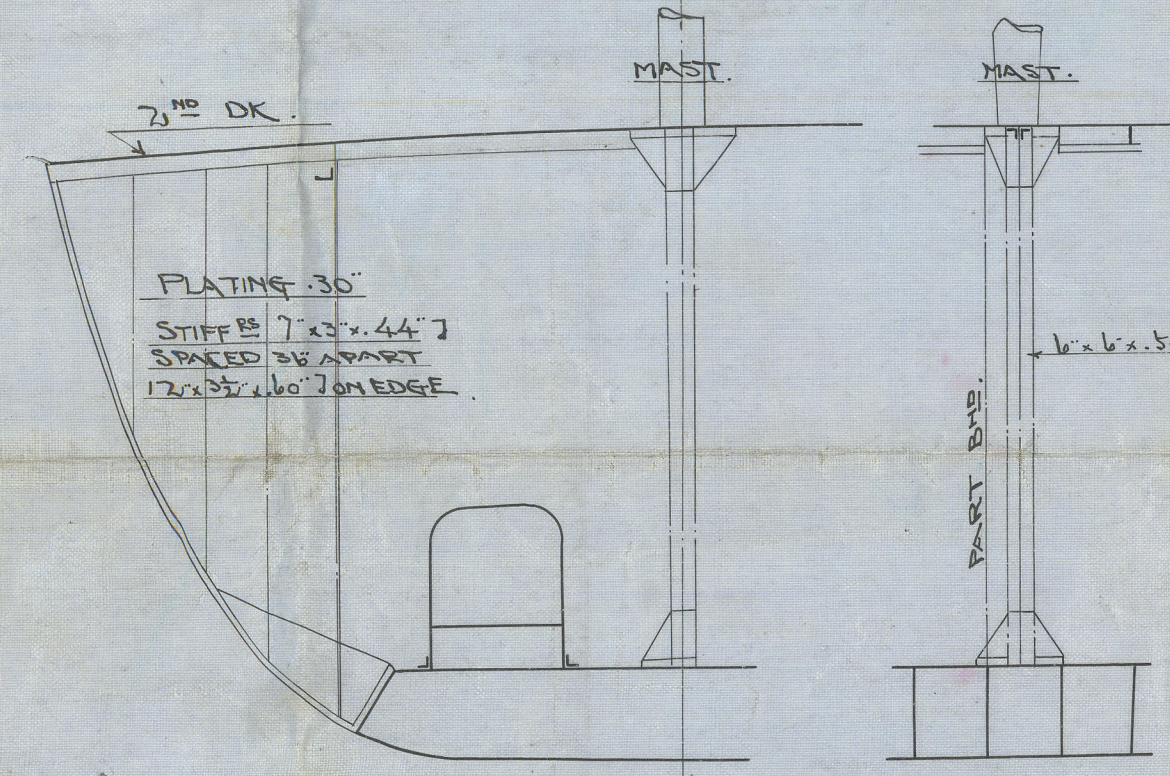 MAST.
MAST.
2ND DK.
PLATING .30"
STIFFRS 7"x3"x.44" ]
SPACED 36" APART
12"x3½"x.60" ] ON EDGE.
6"x6"x.5
PART BHD.